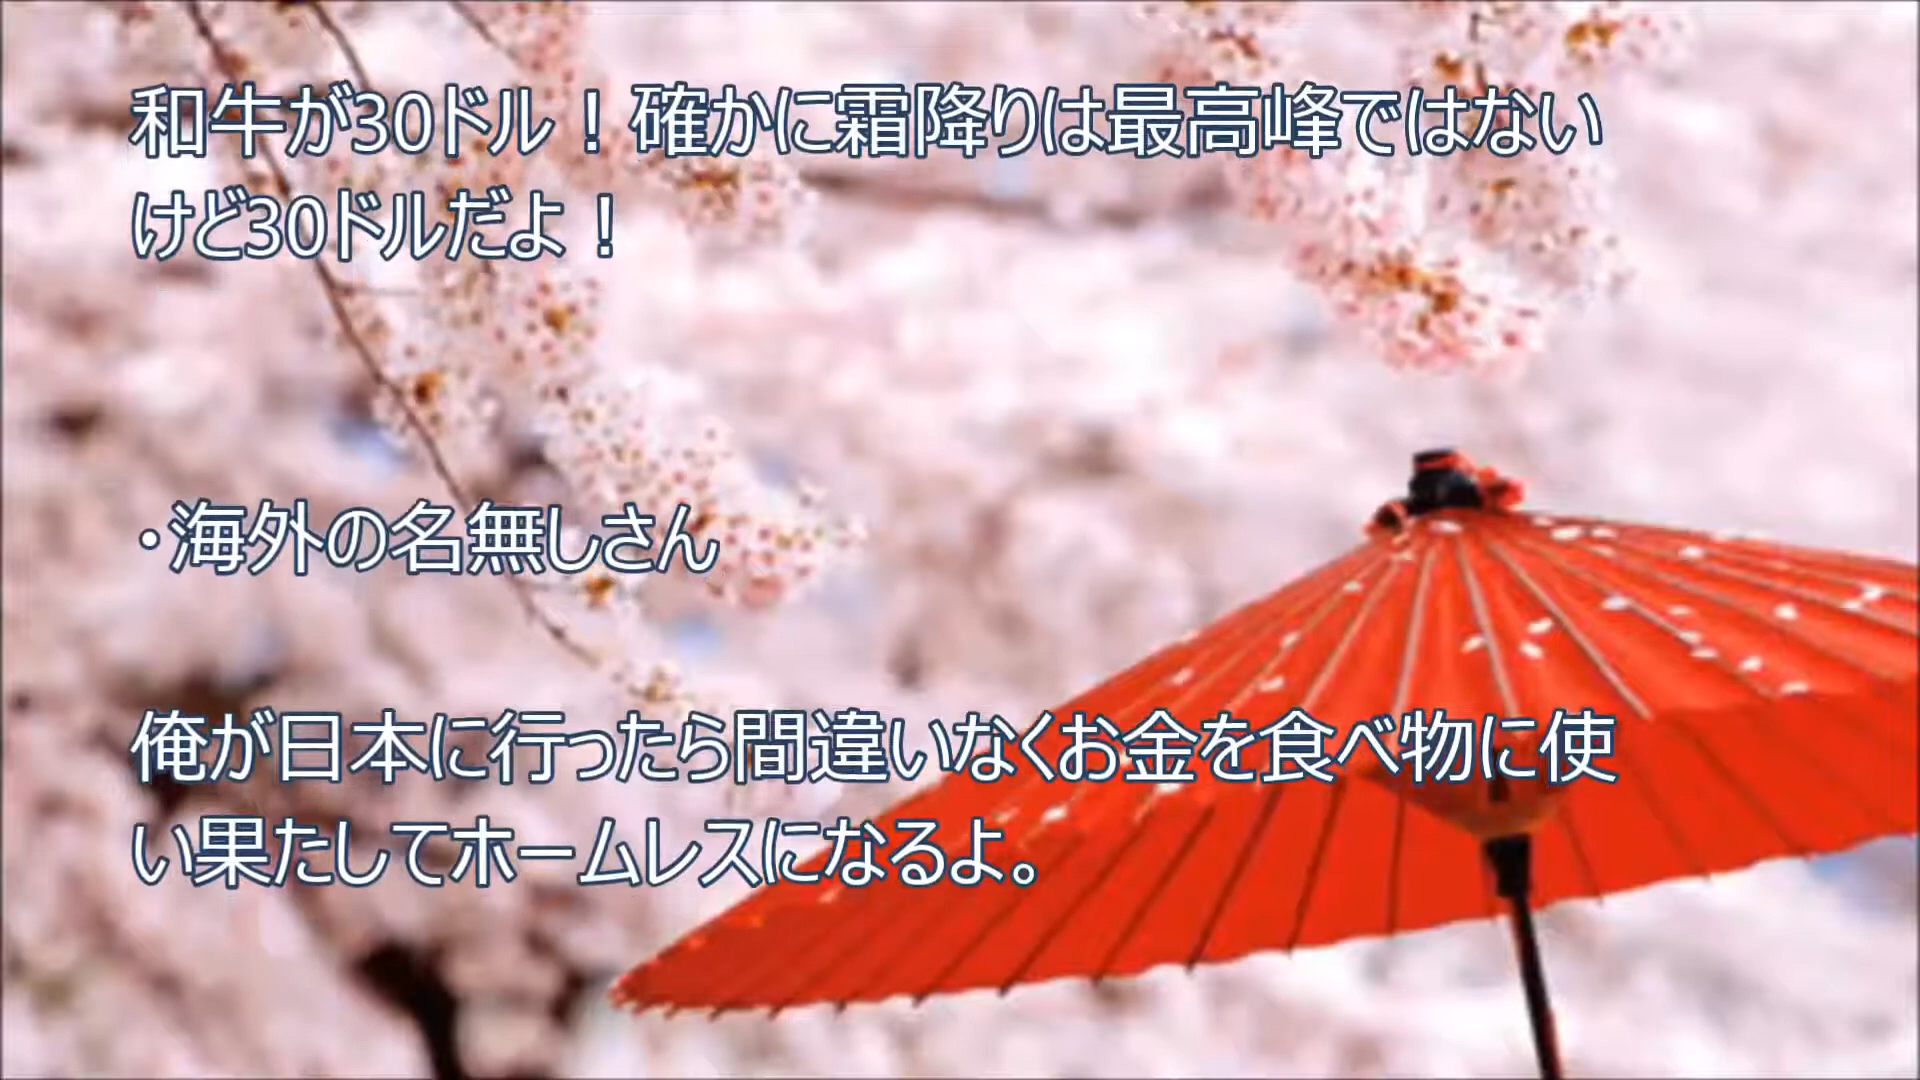 和牛が30ドル！確かに霜降りは最高峰ではない
けど30ドルだよ！
・海外の名無しさん
俺が日本に行ったら間違いなくお金を食べ物に使
い果たしてホームレスになるよ。